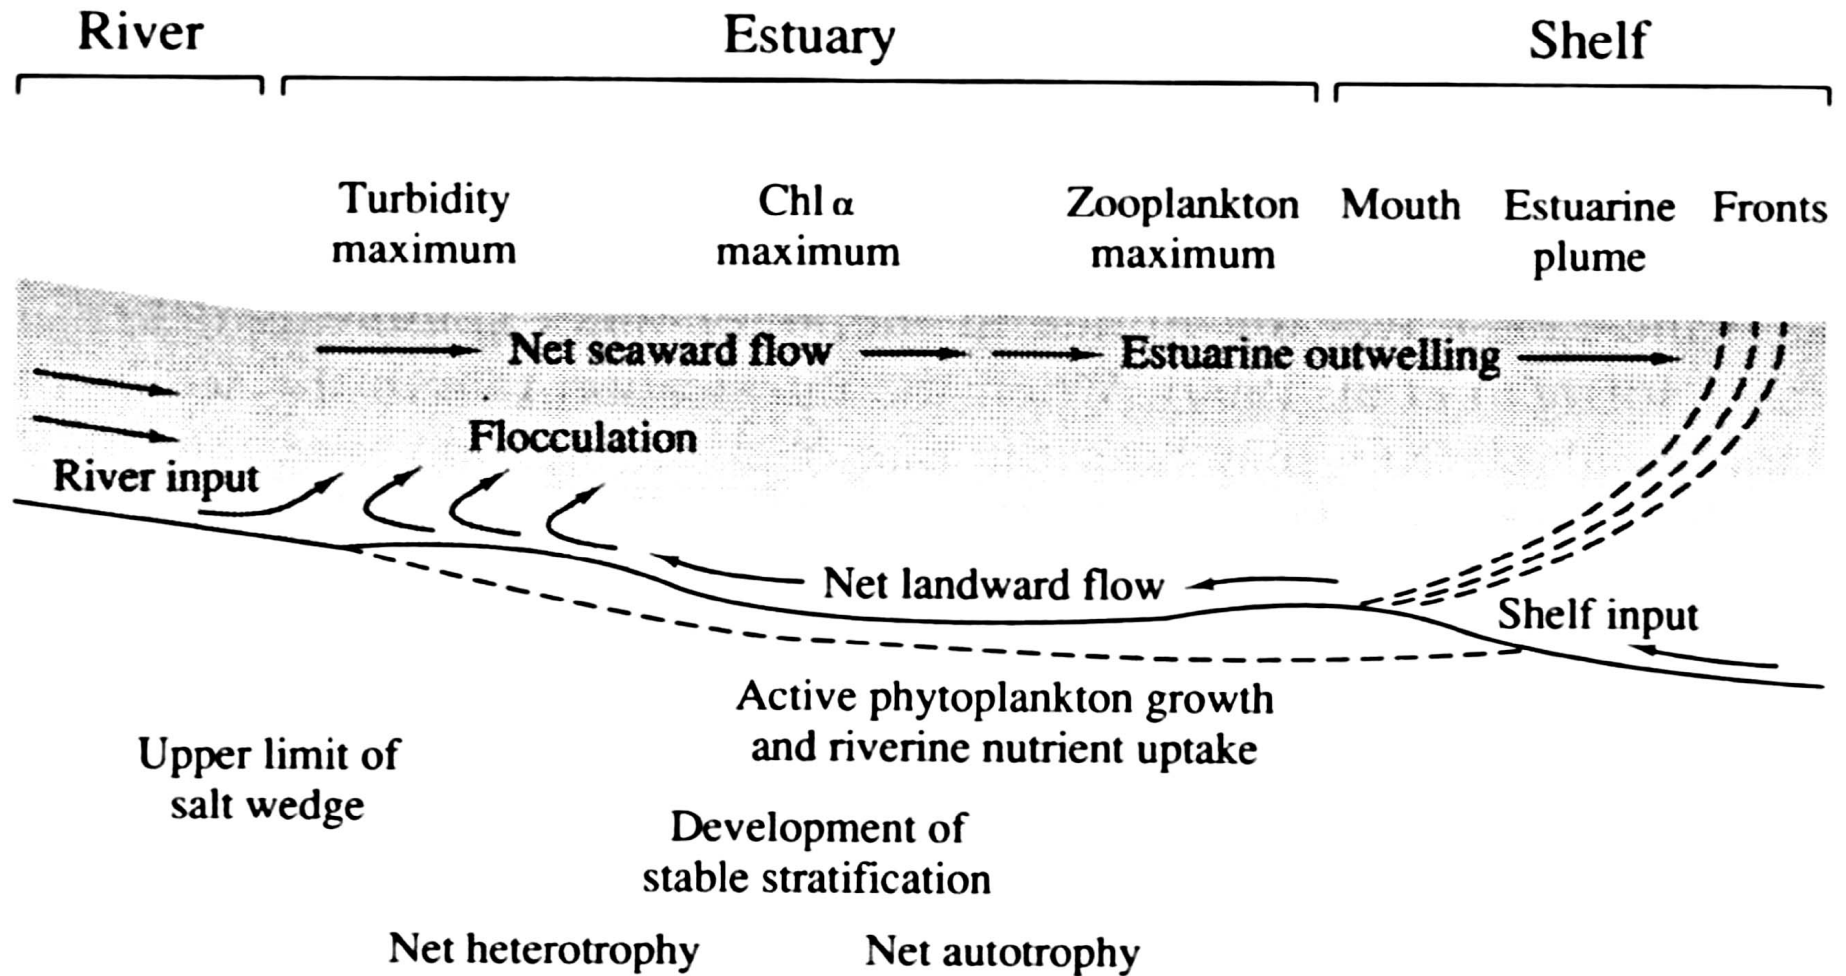 River
Estuary
Shelf
Turbidity
maximum
Chl α
maximum
Zooplankton
maximum
Mouth
Estuarine
plume
Fronts
Net seaward flow
Estuarine outwelling
Flocculation
River input
Net landward flow
Shelf input
Active phytoplankton growth
and riverine nutrient uptake
Upper limit of
salt wedge
Development of
stable stratification
Net heterotrophy
Net autotrophy